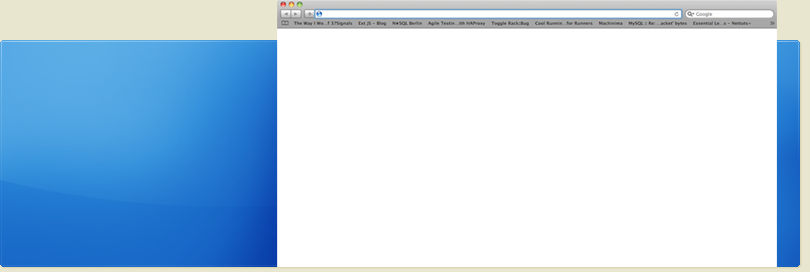 Google
The Way I Wo...f 37Signals Ext JS – Blog N*SQL Berlin Agile Testin...ith HAProxy Toggle Rack::Bug Cool Runnin...for Runners Machinima MySQL :: Re: ...acket' bytes Essential Lo...s – Nettuts+